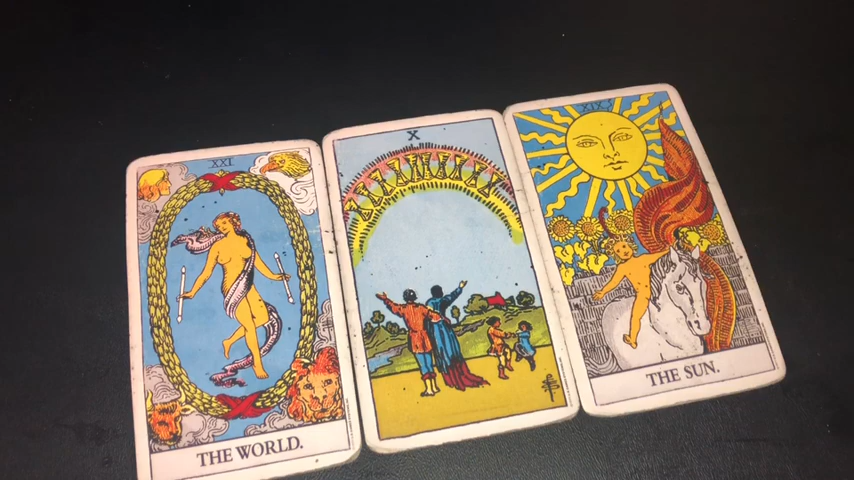 XXI
THE WORLD.
X
XIX
THE SUN.